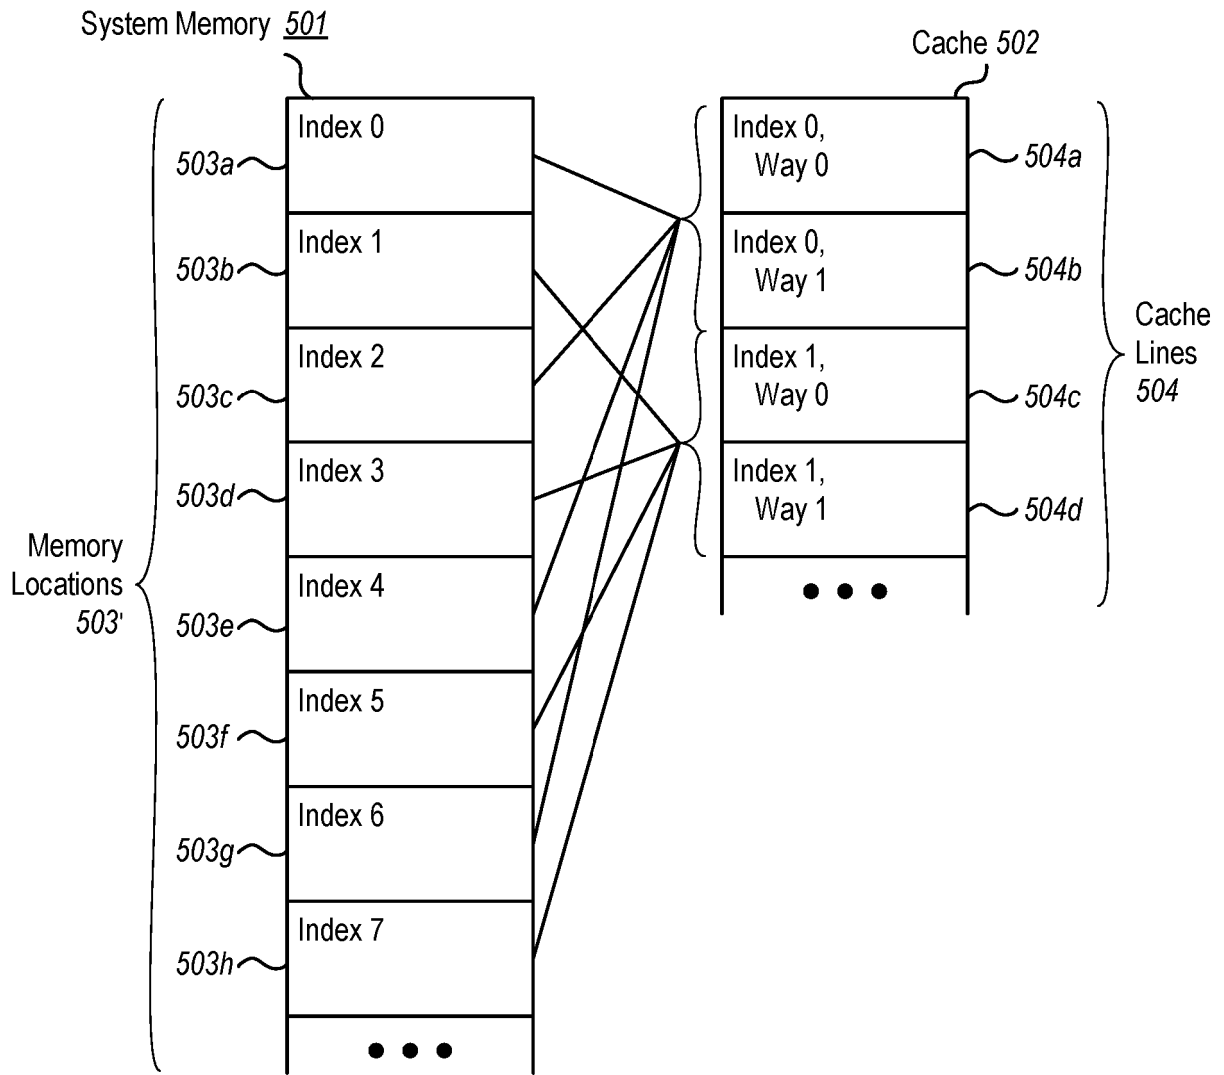 System Memory 501
Cache 502
Index 0
503a
Index 1
503b
Index 2
503c
Index 3
503d
Index 4
503e
Index 5
503f
Index 6
503g
Index 7
503h
Memory
Locations
503'
Index 0,
Way 0
504a
Index 0,
Way 1
504b
Index 1,
Way 0
504c
Index 1,
Way 1
504d
Cache
Lines
504